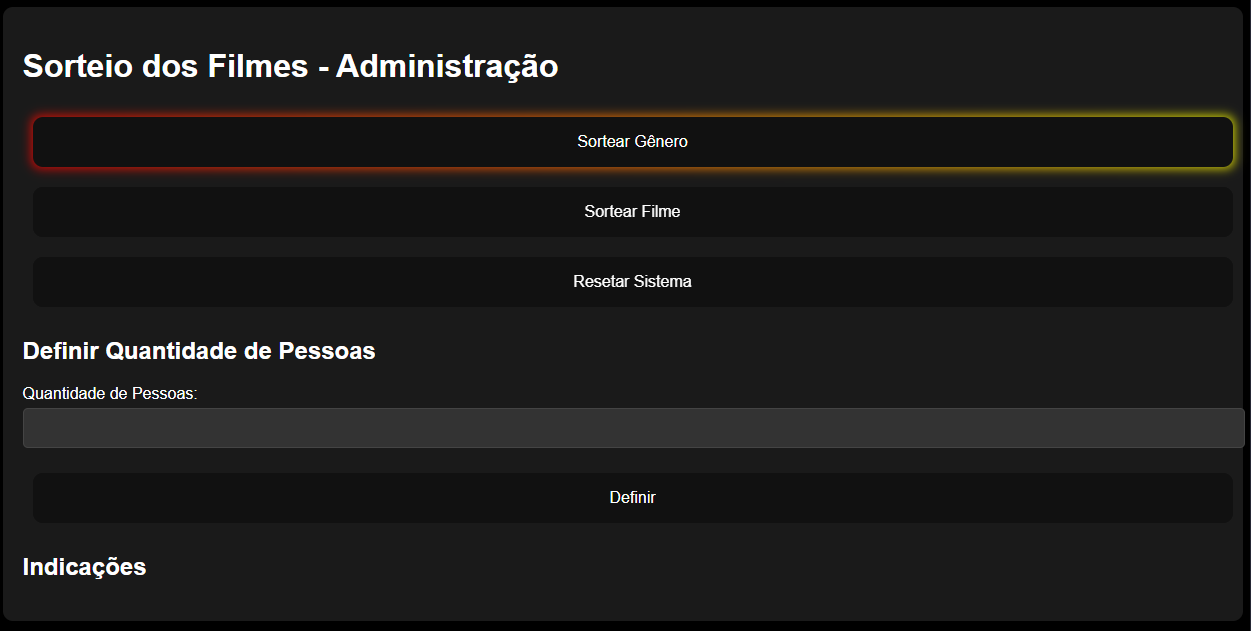 Sorteio dos Filmes - Administração
Sortear Gênero
Sortear Filme
Resetar Sistema
Definir Quantidade de Pessoas
Quantidade de Pessoas:
Definir
Indicações